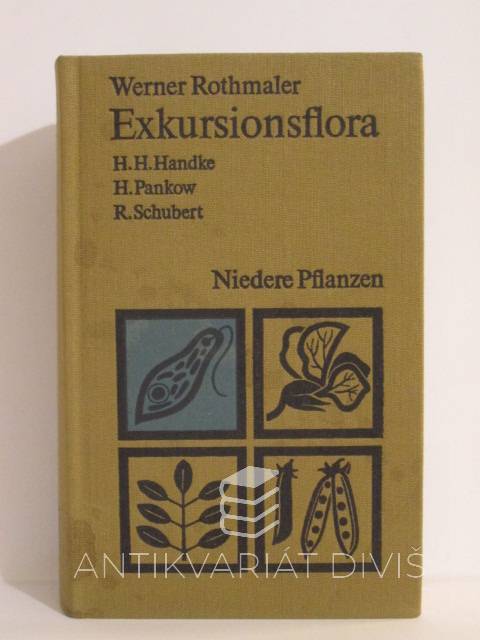 Werner Rothmaler
Exkursionsflora
H. H. Handke
H. Pankow
R. Schubert
Niedere Pflanzen
ANTIKVARIÁT DIVIŠ